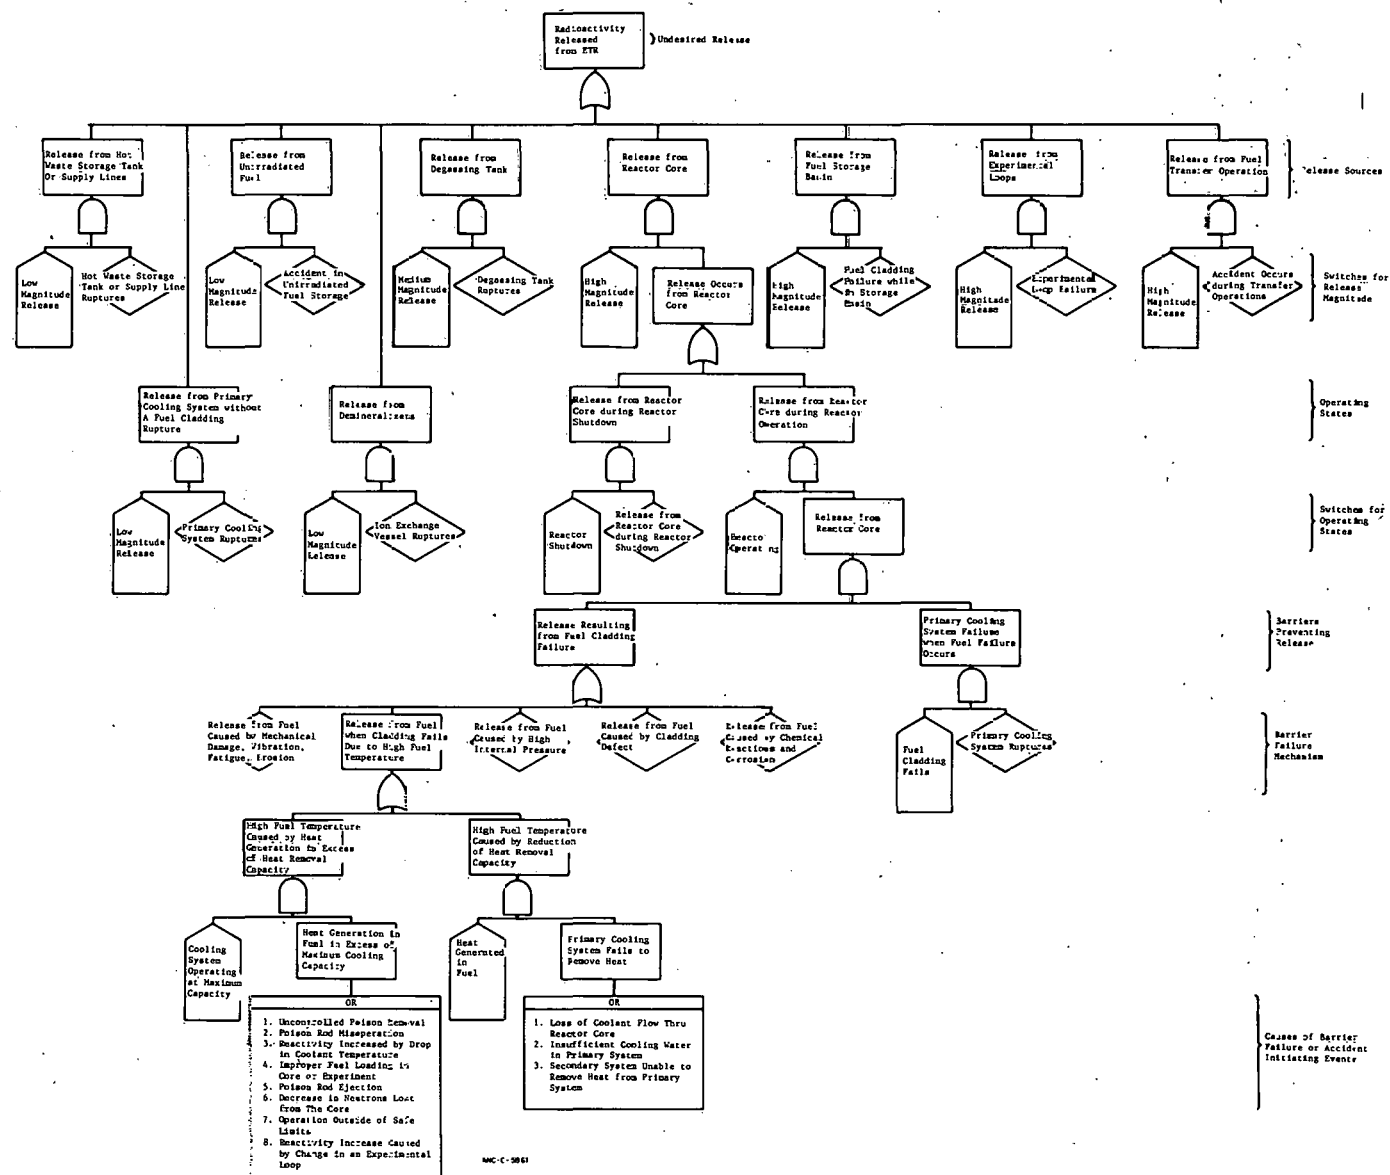 Radioactivity
Released
from ETR
Undesired Release
Release from Hot
Waste Storage Tank
Or Supply Lines
Release from
Unirradiated
Fuel
Release from
Degassing Tank
Release from
Reactor Core
Release from
Fuel Storage
Basin
Release from
Experimental
Loops
Release from Fuel
Transfer Operation
Release Sources
Low
Magnitude
Release
Hot Waste Storage
Tank or Supply Line
Ruptures
Low
Magnitude
Release
Accident in
Unirradiated
Fuel Storage
Medium
Magnitude
Release
Degassing Tank
Ruptures
High
Magnitude
Release
Release Occurs
from Reactor
Core
High
Magnitude
Release
Fuel Cladding
Failure while
in Storage
Basin
High
Magnitude
Release
Experimental
Loop Failure
High
Magnitude
Release
Accident Occurs
during Transfer
Operations
Switches for
Release
Magnitude
Release from Primary
Cooling System without
A Fuel Cladding
Rupture
Release from
Demineralizers
Release from Reactor
Core during Reactor
Shutdown
Release from Reactor
Core during Reactor
Operation
Operating
States
Low
Magnitude
Release
Primary Cooling
System Ruptures
Low
Magnitude
Release
Ion Exchange
Vessel Ruptures
Reactor
Shutdown
Release from
Reactor Core
during Reactor
Shutdown
Reactor
Operating
Release from
Reactor Core
Switches for
Operating
States
Release Resulting
from Fuel Cladding
Failure
Primary Cooling
System Failure
when Fuel Failure
Occurs
Barriers
Preventing
Release
Release from Fuel
Caused by Mechanical
Damage, Vibration,
Fatigue, Erosion
Release from Fuel
when Cladding Fails
Due to High Fuel
Temperature
Release from Fuel
Caused by High
Internal Pressure
Release from Fuel
Caused by Cladding
Defect
Release from Fuel
Caused by Chemical
Reactions and
Corrosion
Fuel
Cladding
Fails
Primary Cooling
System Ruptures
Barrier
Failure
Mechanism
High Fuel Temperature
Caused by Heat
Generation in Excess
of Heat Removal
Capacity
High Fuel Temperature
Caused by Reduction
of Heat Removal
Capacity
Cooling
System
Operating
at Maximum
Capacity
Heat Generation in
Fuel in Excess of
Maximum Cooling
Capacity
Heat
Generated
in
Fuel
Primary Cooling
System Fails to
Remove Heat
OR
1. Uncontrolled Poison Removal
2. Poison Rod Misoperation
3. Reactivity Increased by Drop
in Coolant Temperature
4. Improper Fuel Loading in
Core or Experiment
5. Poison Rod Ejection
6. Decrease in Neutrons Lost
from The Core
7. Operation Outside of Safe
Limits
8. Reactivity Increase Caused
by Change in an Experimental
Loop
OR
1. Loss of Coolant Flow Thru
Reactor Core
2. Insufficient Cooling Water
in Primary System
3. Secondary System Unable to
Remove Heat from Primary
System
Causes of Barrier
Failure or Accident
Initiating Events
ANC-C-5861